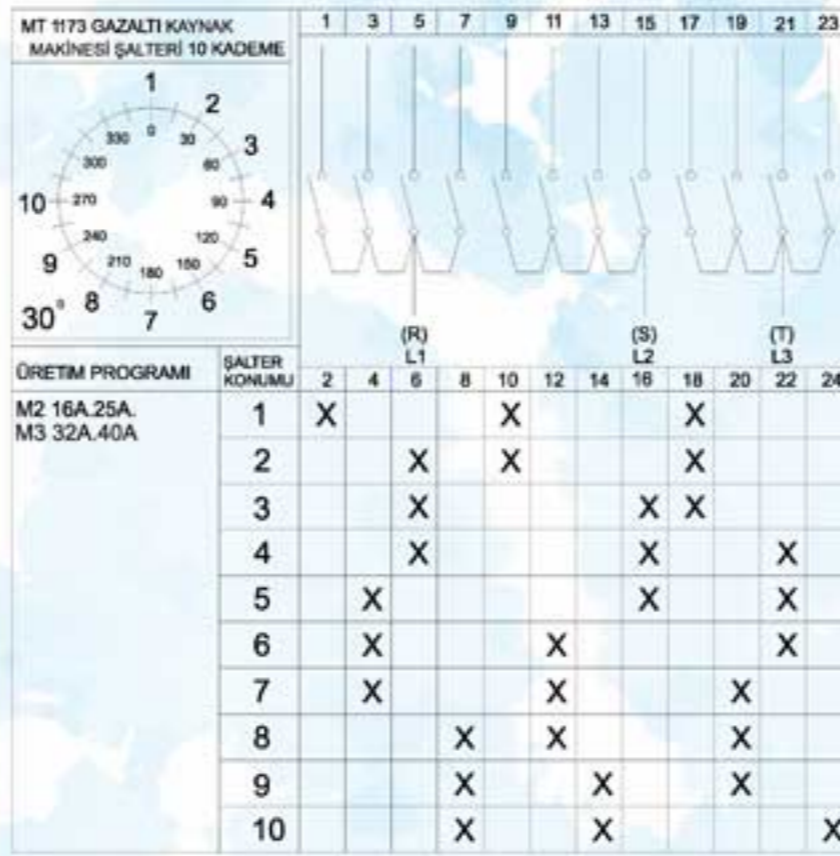 MT 1173 GAZALTI KAYNAK
MAKİNESİ ŞALTERİ 10 KADEME
1 3 5 7 9 11 13 15 17 19 21 23
1
2
3
4
5
6
7
8
9
10
0
30
60
90
120
150
180
210
240
270
300
330
30°
(R) (S) (T)
L1 L2 L3
ÜRETİM PROGRAMI
ŞALTER
KONUMU
2 4 6 8 10 12 14 16 18 20 22 24
M2 16A.25A.
M3 32A.40A
1 X X X
2 X X X
3 X X X
4 X X X
5 X X X
6 X X X
7 X X X
8 X X X
9 X X X
10 X X X